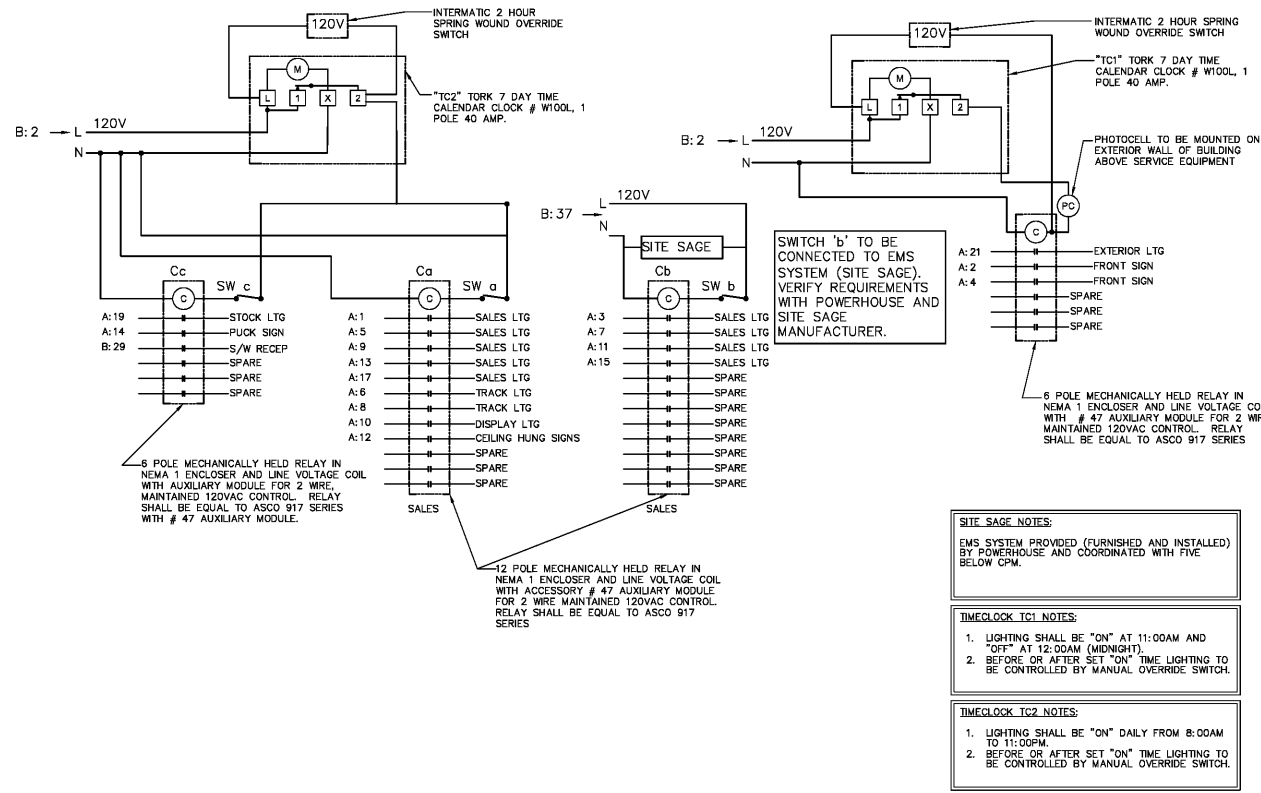 INTERMATIC 2 HOUR
SPRING WOUND OVERRIDE
SWITCH
120V
M
L
1
X
2
"TC2" TORK 7 DAY TIME
CALENDAR CLOCK # W100L, 1
POLE 40 AMP.
B:2
L
120V
N
INTERMATIC 2 HOUR SPRING
WOUND OVERRIDE SWITCH
120V
M
L
1
X
2
"TC1" TORK 7 DAY TIME
CALENDAR CLOCK # W100L, 1
POLE 40 AMP.
B:2
L
120V
N
PHOTOCELL TO BE MOUNTED ON
EXTERIOR WALL OF BUILDING
ABOVE SERVICE EQUIPMENT
PC
C
A:21
EXTERIOR LTG
A:2
FRONT SIGN
A:4
FRONT SIGN
SPARE
SPARE
SPARE
6 POLE MECHANICALLY HELD RELAY IN
NEMA 1 ENCLOSER AND LINE VOLTAGE CO
WITH # 47 AUXILIARY MODULE FOR 2 WIR
MAINTAINED 120VAC CONTROL. RELAY
SHALL BE EQUAL TO ASCO 917 SERIES
Cc
C
SW c
A:19
STOCK LTG
A:14
PUCK SIGN
B:29
S/W RECEP
SPARE
SPARE
SPARE
6 POLE MECHANICALLY HELD RELAY IN
NEMA 1 ENCLOSER AND LINE VOLTAGE COIL
WITH AUXILIARY MODULE FOR 2 WIRE,
MAINTAINED 120VAC CONTROL. RELAY
SHALL BE EQUAL TO ASCO 917 SERIES
WITH # 47 AUXILIARY MODULE.
Ca
C
SW a
A:1
SALES LTG
A:5
SALES LTG
A:9
SALES LTG
A:13
SALES LTG
A:17
SALES LTG
A:6
TRACK LTG
A:8
TRACK LTG
A:10
DISPLAY LTG
A:12
CEILING HUNG SIGNS
SPARE
SPARE
SPARE
SALES
B:37
L
120V
N
SITE SAGE
Cb
C
SW b
A:3
SALES LTG
A:7
SALES LTG
A:11
SALES LTG
A:15
SALES LTG
SPARE
SPARE
SPARE
SPARE
SPARE
SPARE
SPARE
SPARE
SALES
SWITCH 'b' TO BE
CONNECTED TO EMS
SYSTEM (SITE SAGE).
VERIFY REQUIREMENTS
WITH POWERHOUSE AND
SITE SAGE
MANUFACTURER.
12 POLE MECHANICALLY HELD RELAY IN
NEMA 1 ENCLOSER AND LINE VOLTAGE COIL
WITH ACCESSORY # 47 AUXILIARY MODULE
FOR 2 WIRE MAINTAINED 120VAC CONTROL.
RELAY SHALL BE EQUAL TO ASCO 917
SERIES
SITE SAGE NOTES:
EMS SYSTEM PROVIDED (FURNISHED AND INSTALLED)
BY POWERHOUSE AND COORDINATED WITH FIVE
BELOW CPM.
TIMECLOCK TC1 NOTES:
1. LIGHTING SHALL BE "ON" AT 11:00AM AND
"OFF" AT 12:00AM (MIDNIGHT).
2. BEFORE OR AFTER SET "ON" TIME LIGHTING TO
BE CONTROLLED BY MANUAL OVERRIDE SWITCH.
TIMECLOCK TC2 NOTES:
1. LIGHTING SHALL BE "ON" DAILY FROM 8:00AM
TO 11:00PM.
2. BEFORE OR AFTER SET "ON" TIME LIGHTING TO
BE CONTROLLED BY MANUAL OVERRIDE SWITCH.